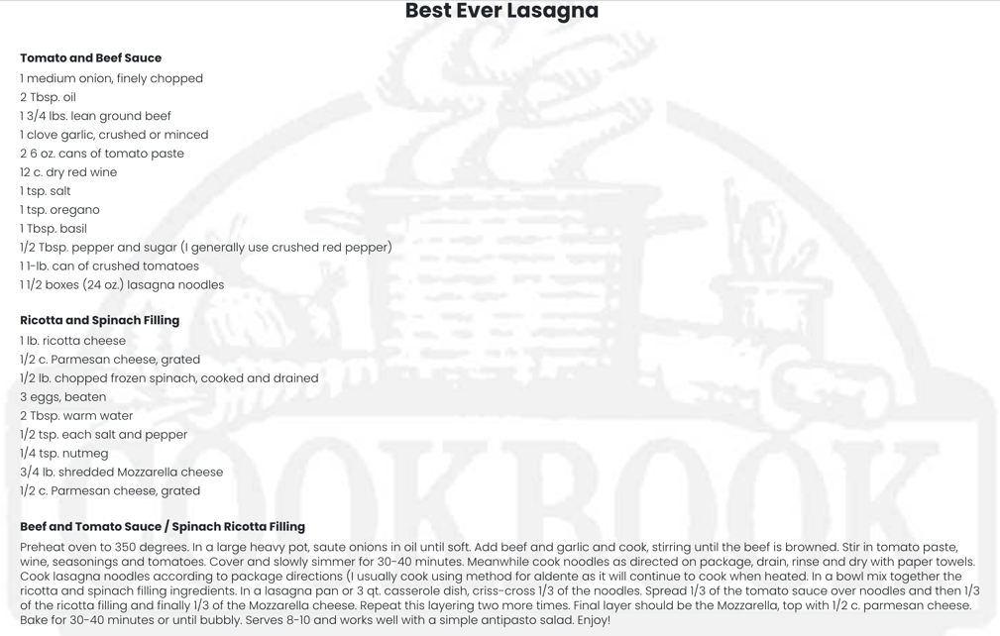 Best Ever Lasagna
Tomato and Beef Sauce
1 medium onion, finely chopped
2 Tbsp. oil
1 3/4 lbs. lean ground beef
1 clove garlic, crushed or minced
2 6 oz. cans of tomato paste
12 c. dry red wine
1 tsp. salt
1 tsp. oregano
1 Tbsp. basil
1/2 Tbsp. pepper and sugar (I generally use crushed red pepper)
1 1-lb. can of crushed tomatoes
1 1/2 boxes (24 oz.) lasagna noodles
Ricotta and Spinach Filling
1 lb. ricotta cheese
1/2 c. Parmesan cheese, grated
1/2 lb. chopped frozen spinach, cooked and drained
3 eggs, beaten
2 Tbsp. warm water
1/2 tsp. each salt and pepper
1/4 tsp. nutmeg
3/4 lb. shredded Mozzarella cheese
1/2 c. Parmesan cheese, grated
Beef and Tomato Sauce / Spinach Ricotta Filling
Preheat oven to 350 degrees. In a large heavy pot, saute onions in oil until soft. Add beef and garlic and cook, stirring until the beef is browned. Stir in tomato paste,
wine, seasonings and tomatoes. Cover and slowly simmer for 30-40 minutes. Meanwhile cook noodles as directed on package, drain, rinse and dry with paper towels.
Cook lasagna noodles according to package directions (I usually cook using method for aldente as it will continue to cook when heated. In a bowl mix together the
ricotta and spinach filling ingredients. In a lasagna pan or 3 qt. casserole dish, criss-cross 1/3 of the noodles. Spread 1/3 of the tomato sauce over noodles and then 1/3
of the ricotta filling and finally 1/3 of the Mozzarella cheese. Repeat this layering two more times. Final layer should be the Mozzarella, top with 1/2 c. parmesan cheese.
Bake for 30-40 minutes or until bubbly. Serves 8-10 and works well with a simple antipasto salad. Enjoy!
COOKBOOK